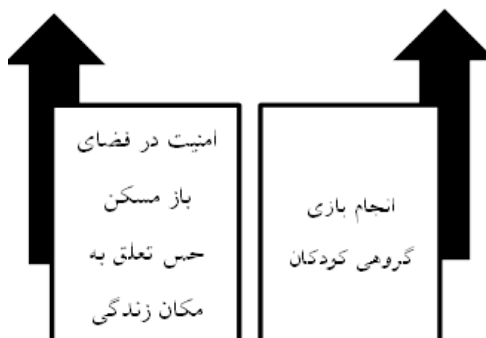 انجام بازی
گروهی کودکان
امنیت در فضای
باز مسکن
حس تعلق به
مکان زندگی